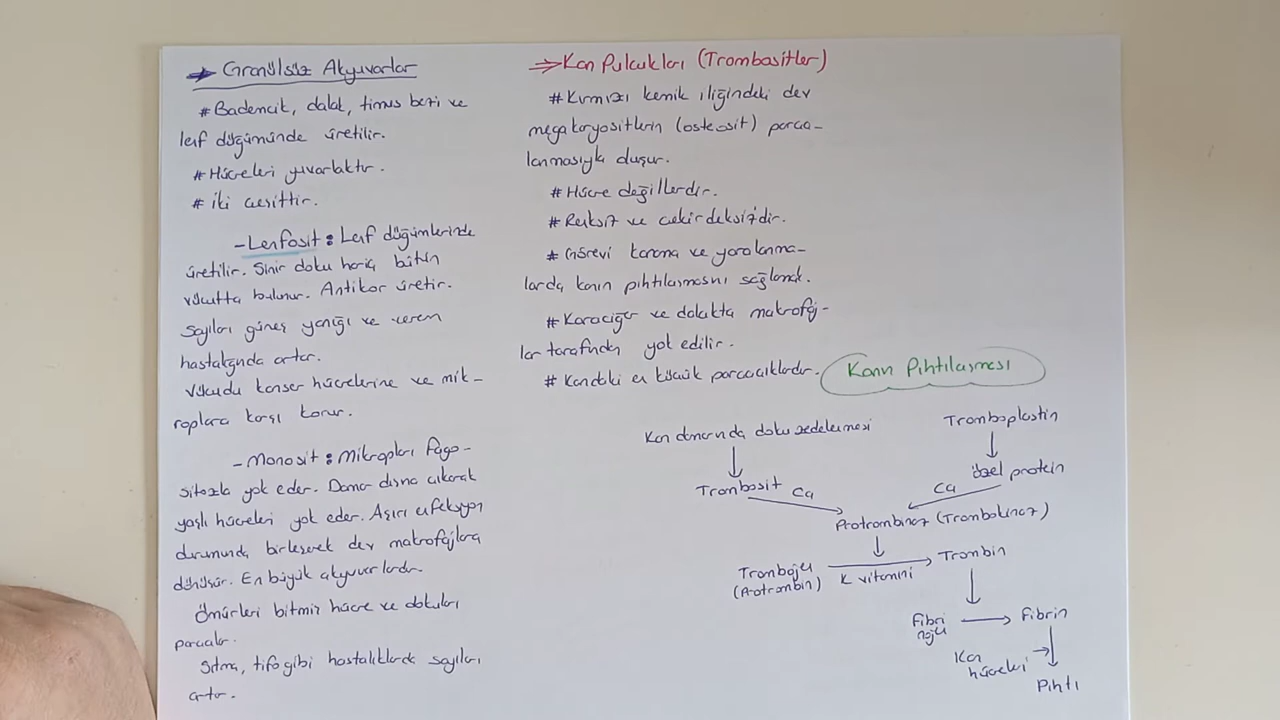 → Granülsüz Akyuvarlar
# Bademcik, dalak, timus bezi ve
lenf düğümünde üretilir.
# Hücreleri yuvarlaktır.
# İki çeşittir.
- Lenfosit : Lenf düğümlerinde
üretilir. Sinir doku hariç bütün
vücutta bulunur. Antikor üretir.
Sayıları güneş yanığı ve verem
hastalığında artar.
Vücudu kanser hücrelerine ve mik-
roplara karşı korur.
- Monosit : Mikropları fago-
sitozla yok eder. Damar dışına çıkarak
yaşlı hücreleri yok eder. Aşırı enfeksiyon
durumunda birleşerek dev makrofajlara
dönüşür. En büyük akyuvarlardır.
Ömürleri bitmiş hücre ve dokuları
parçalar.
Sıtma, tifo gibi hastalıklarda sayıları
artar.
⇒ Kan Pulcukları (Trombositler)
# Kırmızı kemik iliğindeki dev
megakaryositlerin (osteosit) parça-
lanmasıyla oluşur.
# Hücre değillerdir.
# Renksiz ve çekirdeksizdir.
# Görevi kanama ve yaralanma-
larda kanın pıhtılaşmasını sağlamak.
# Karaciğer ve dalakta makrofaj-
lar tarafından yok edilir.
# Kandaki en küçük parçacıklardır.
Kanın Pıhtılaşması
Kan damarında doku zedelenmesi
Tromboplastin
Trombosit
Ca
özel protein
Ca
Protrombinaz (Trombokinaz)
Trombojen
(Protrombin)
K vitamini
Trombin
Fibri
nojen
Fibrin
Kan
hücreleri
Pıhtı